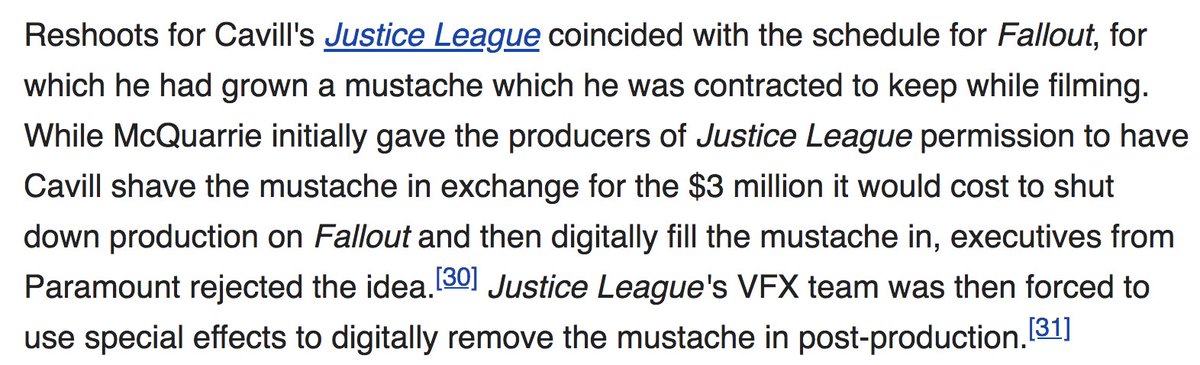 Reshoots for Cavill's Justice League coincided with the schedule for Fallout, for
which he had grown a mustache which he was contracted to keep while filming.
While McQuarrie initially gave the producers of Justice League permission to have
Cavill shave the mustache in exchange for the $3 million it would cost to shut
down production on Fallout and then digitally fill the mustache in, executives from
Paramount rejected the idea.[30] Justice League's VFX team was then forced to
use special effects to digitally remove the mustache in post-production.[31]